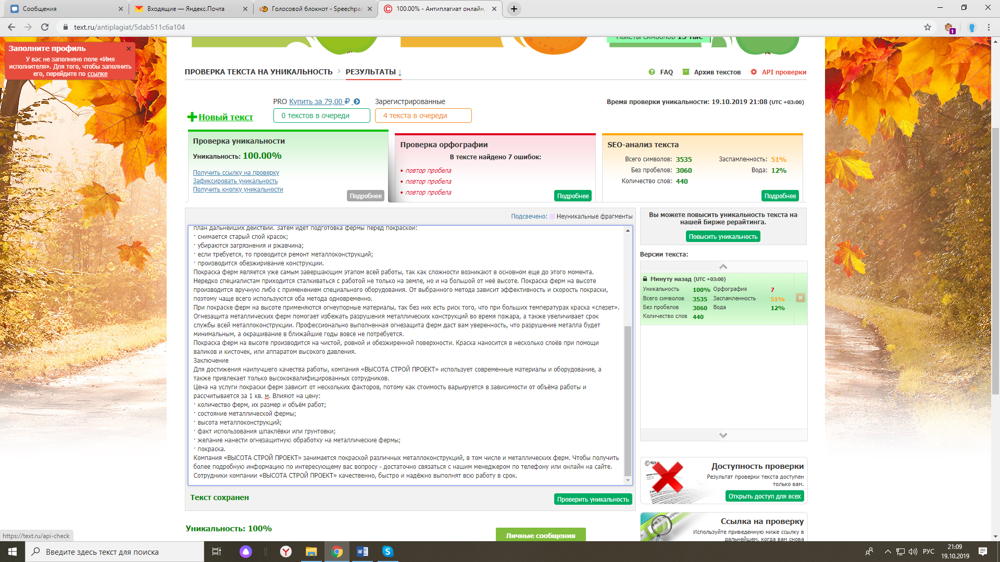 Сообщения
Входящие — Яндекс.Почта
Голосовой блокнот - Speechpad
100.00% - Антиплагиат онлайн,
text.ru/antiplagiat/5dab511c6a104
1
Заполните профиль
У вас не заполнено поле «Имя
исполнителя». Для того, чтобы заполнить
его, перейдите по ссылке
Пакеты символов 15 тыс
ПРОВЕРКА ТЕКСТА НА УНИКАЛЬНОСТЬ
РЕЗУЛЬТАТЫ ↓
FAQ
Архив текстов
API проверки
PRO Купить за 79,00 ₽
Зарегистрированные
Время проверки уникальности: 19.10.2019 21:08 (UTC +03:00)
Новый текст
0 текстов в очереди
4 текста в очереди
Проверка уникальности
Уникальность: 100.00%
Получить ссылку на проверку
Зафиксировать уникальность
Получить кнопку уникальности
Подробнее
Проверка орфографии
В тексте найдено 7 ошибок:
• повтор пробела
• повтор пробела
• повтор пробела
Подробнее
SEO-анализ текста
Всего символов: 3535 Заспамленность: 51%
Без пробелов: 3060 Вода: 12%
Количество слов: 440
Подробнее
Подсвечено: Неуникальные фрагменты
план дальнейших действий. Затем идет подготовка фермы перед покраской:
· снимается старый слой красок;
· убираются загрязнения и ржавчина;
· если требуется, то проводится ремонт металлоконструкций;
· производится обезжиривание конструкции.
Покраска ферм является уже самым завершающим этапом всей работы, так как сложности возникают в основном еще до этого момента.
Нередко специалистам приходится сталкиваться с работой не только на земле, но и на большой от неё высоте. Покраска ферм на высоте
производится вручную либо с применением специального оборудования. От выбранного метода зависит эффективность и скорость покраски,
поэтому чаще всего используются оба метода одновременно.
При покраске ферм на высоте применяются огнеупорные материалы, так без них есть риск того, что при больших температурах краска «слезет».
Огнезащита металлических ферм помогает избежать разрушения металлических конструкций во время пожара, а также увеличивает срок
службы всей металлоконструкции. Профессионально выполненная огнезащита ферм даст вам уверенность, что разрушение металла будет
минимальным, а окрашивание в ближайшие годы вовсе не потребуется.
Покраска ферм на высоте производится на чистой, ровной и обезжиренной поверхности. Краска наносится в несколько слоёв при помощи
валиков и кисточек, или аппаратом высокого давления.
Заключение
Для достижения наилучшего качества работы, компания «ВЫСОТА СТРОЙ ПРОЕКТ» использует современные материалы и оборудование, а
также привлекает только высококвалифицированных сотрудников.
Цена на услуги покраски ферм зависит от нескольких факторов, потому как стоимость варьируется в зависимости от объёма работы и
рассчитывается за 1 кв. м. Влияют на цену:
· количество ферм, их размер и объём работ;
· состояние металлической фермы;
· высота металлоконструкций;
· факт использования шпаклёвки или грунтовки;
· желание нанести огнезащитную обработку на металлические фермы;
· покраска.
Компания «ВЫСОТА СТРОЙ ПРОЕКТ» занимается покраской различных металлоконструкций, в том числе и металлических ферм. Чтобы получить
более подробную информацию по интересующему вас вопросу - достаточно связаться с нашим менеджером по телефону или онлайн на сайте.
Сотрудники компании «ВЫСОТА СТРОЙ ПРОЕКТ» качественно, быстро и надёжно выполнят всю работу в срок.
Текст сохранен
Проверить уникальность
Уникальность: 100%
Личные сообщения
Вы можете повысить уникальность текста на
нашей Бирже рерайтинга.
Повысить уникальность
Версии текста:
Минуту назад (UTC +03:00)
Уникальность 100% Орфография 7
Всего символов 3535 Заспамленность 51%
Без пробелов 3060 Вода 12%
Количество слов 440
Доступность проверки
Результат проверки текста доступен
только вам.
Открыть доступ для всех
Ссылка на проверку
Используйте приведенную ниже ссылку в
дальнейшем, когда вам снова
https://text.ru/api-check
Введите здесь текст для поиска
РУС
21:09
19.10.2019